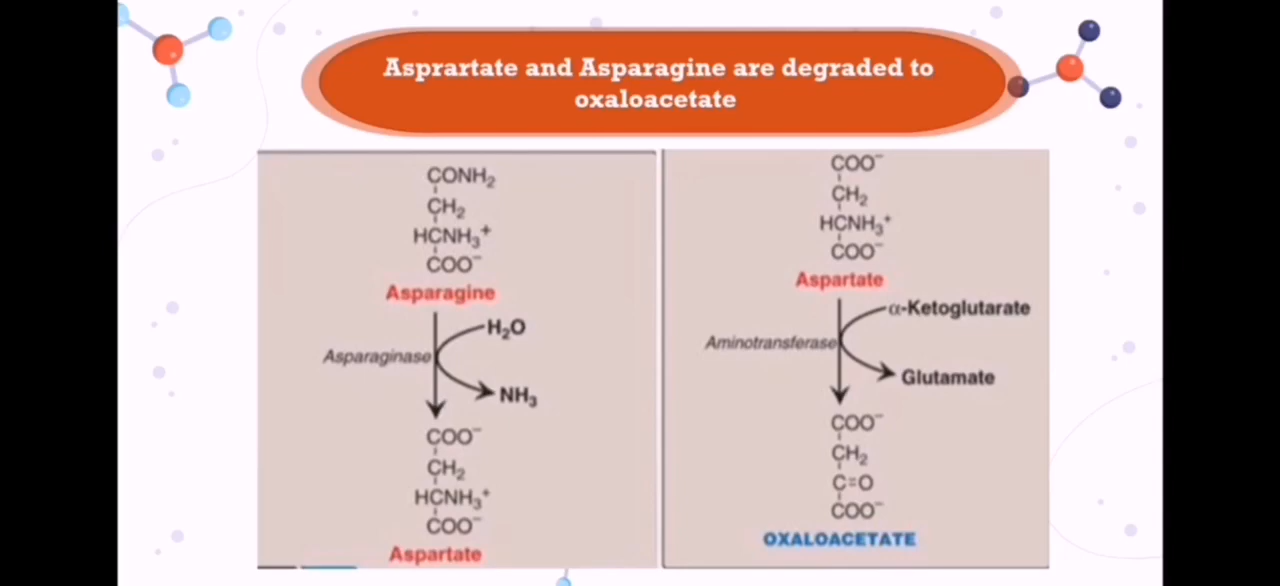 Asprartate and Asparagine are degraded to
oxaloacetate
CONH₂
CH₂
HCNH₃⁺
COO⁻
Asparagine
H₂O
Asparaginase
NH₃
COO⁻
CH₂
HCNH₃⁺
COO⁻
Aspartate
COO⁻
CH₂
HCNH₃⁺
COO⁻
Aspartate
α-Ketoglutarate
Aminotransferase
Glutamate
COO⁻
CH₂
C=O
COO⁻
OXALOACETATE